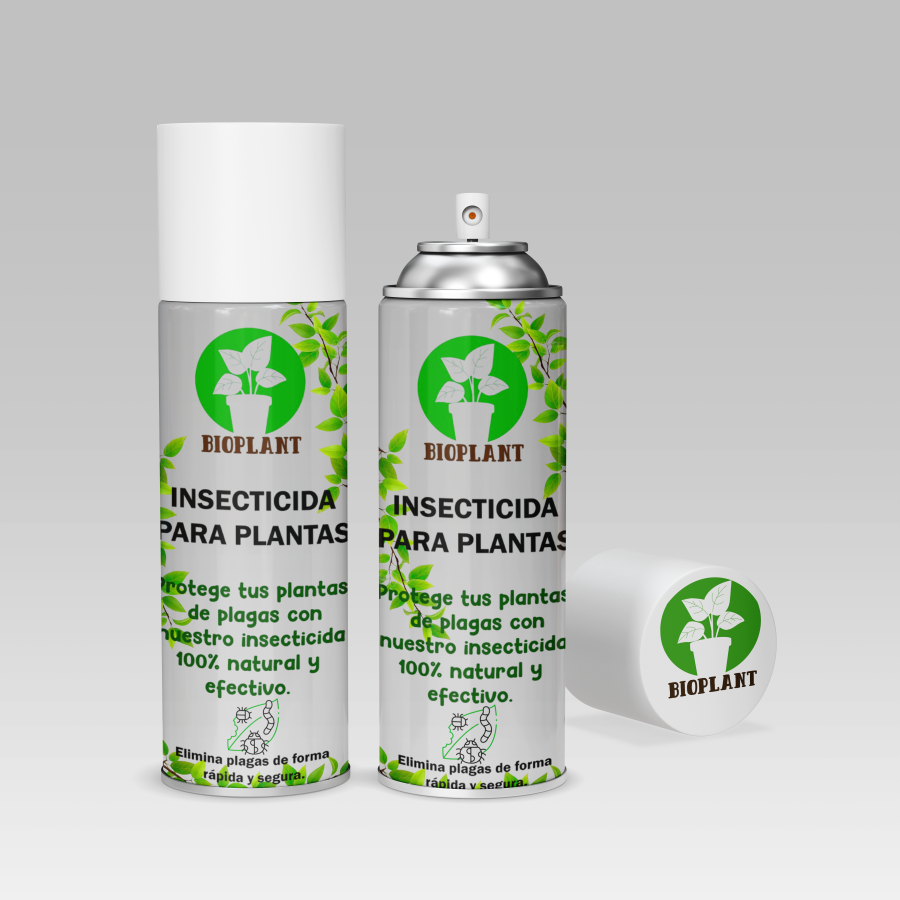 BIOPLANT
INSECTICIDA
PARA PLANTAS
Protege tus plantas
de plagas con
nuestro insecticida
100% natural y
efectivo.
Elimina plagas de forma
rápida y segura.
BIOPLANT
INSECTICIDA
PARA PLANTAS
Protege tus plantas
de plagas con
nuestro insecticida
100% natural y
efectivo.
Elimina plagas de forma
rápida y segura.
BIOPLANT